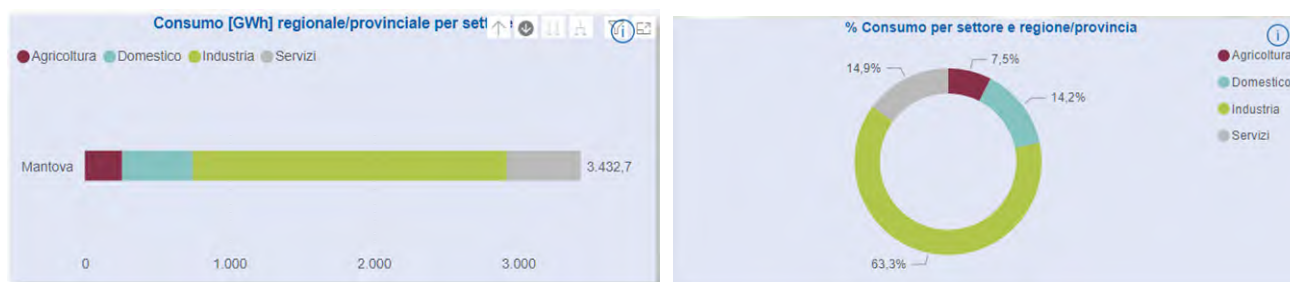 Consumo [GWh] regionale/provinciale per
Agricoltura Domestico Industria Servizi
Mantova
3.432,7
0 1.000 2.000 3.000
% Consumo per settore e regione/provincia
14,9%
7,5%
14,2%
63,3%
Agricoltura
Domestico
Industria
Servizi